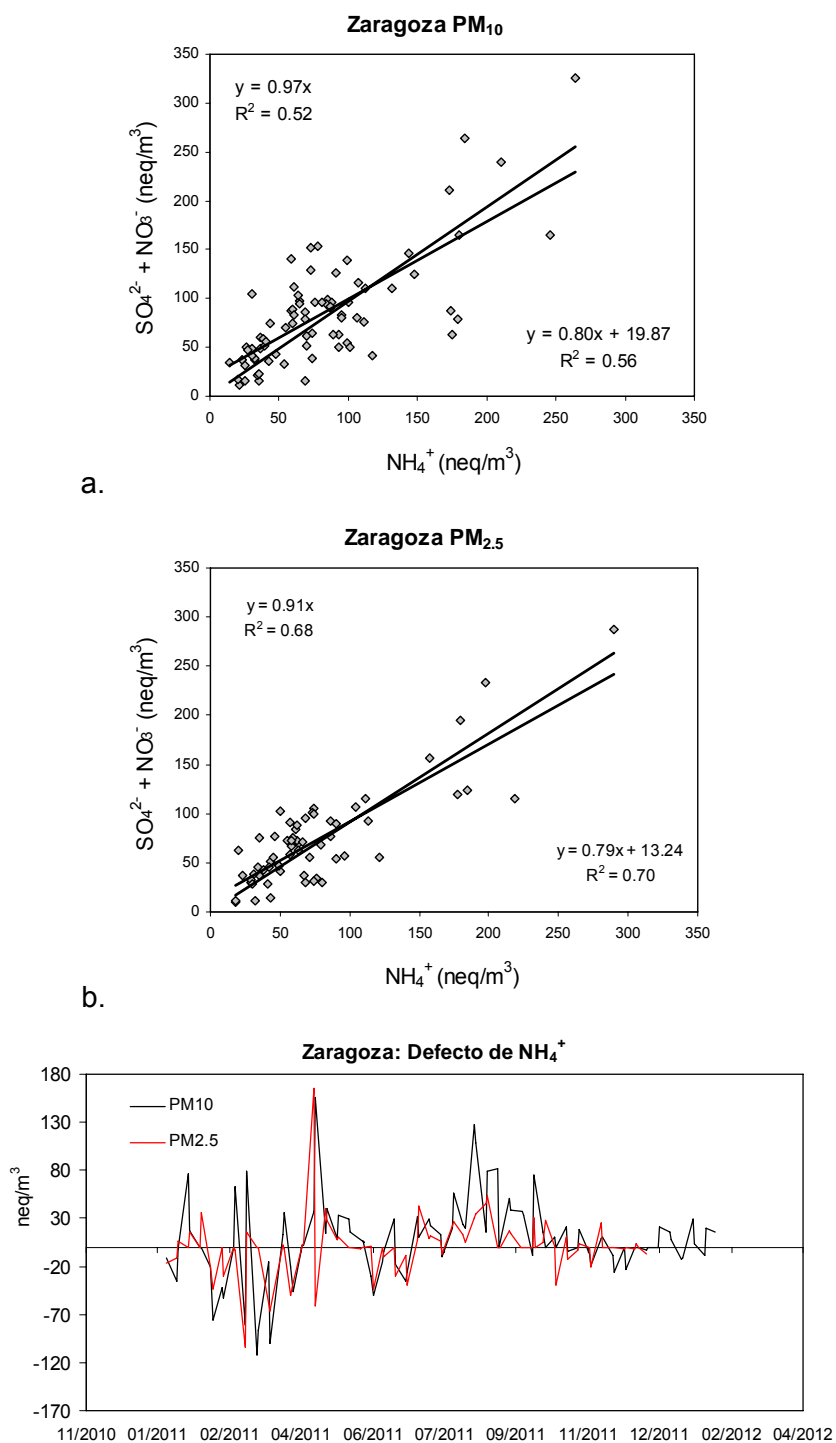 Zaragoza PM₁₀
350
300
250
200
150
100
50
0
SO₄²⁻ + NO₃⁻ (neq/m³)
y = 0.97x
R² = 0.52
y = 0.80x + 19.87
R² = 0.56
0 50 100 150 200 250 300 350
NH₄⁺ (neq/m³)
a.
Zaragoza PM₂.₅
350
300
250
200
150
100
50
0
SO₄²⁻ + NO₃⁻ (neq/m³)
y = 0.91x
R² = 0.68
y = 0.79x + 13.24
R² = 0.70
0 50 100 150 200 250 300 350
NH₄⁺ (neq/m³)
b.
Zaragoza: Defecto de NH₄⁺
180
130
80
30
-20
-70
-120
-170
neq/m³
PM10
PM2.5
11/2010 01/2011 02/2011 04/2011 06/2011 07/2011 09/2011 11/2011 12/2011 02/2012 04/2012